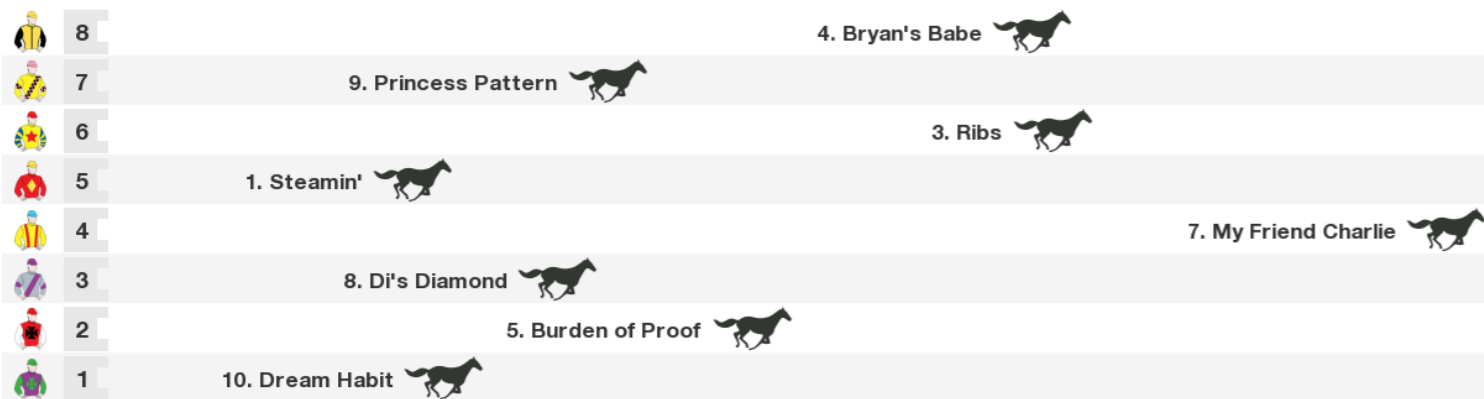 8 4. Bryan's Babe
7 9. Princess Pattern
6 3. Ribs
5 1. Steamin'
4 7. My Friend Charlie
3 8. Di's Diamond
2 5. Burden of Proof
1 10. Dream Habit